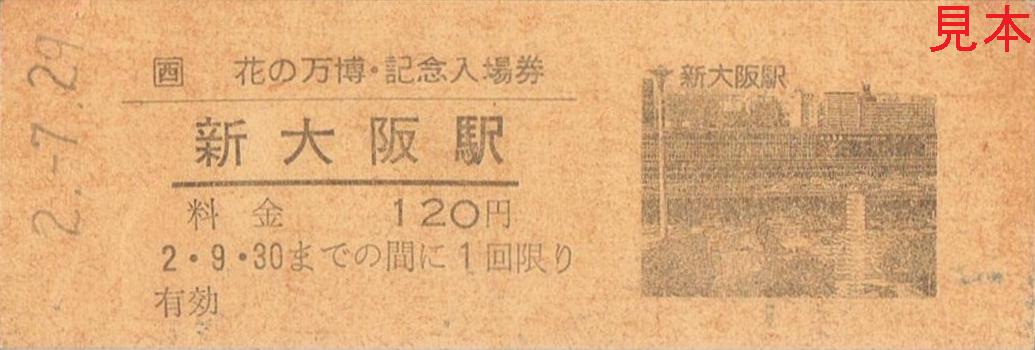 見本
2.-7.29
西 花の万博・記念入場券
新大阪駅
料金 120円
2・9・30までの間に1回限り
有効
新大阪駅